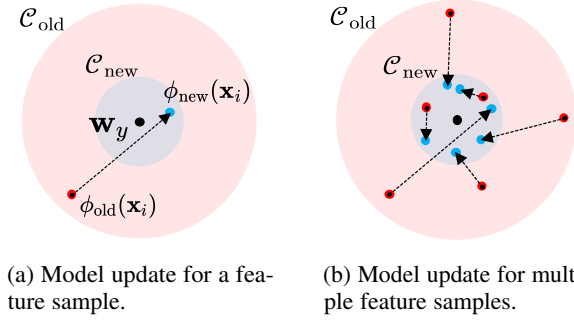 𝒞old
𝒞new
ϕnew(xᵢ)
w_y
ϕold(xᵢ)
𝒞old
𝒞new
(a) Model update for a fea-
ture sample.
(b) Model update for mult
ple feature samples.